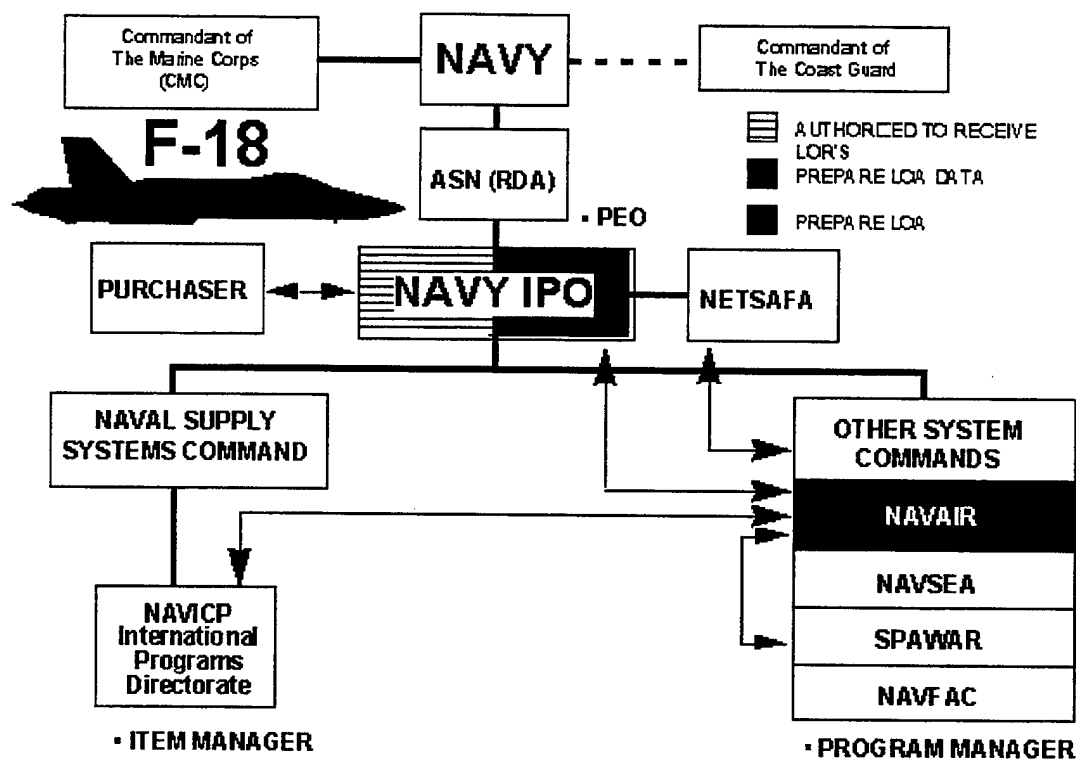 Commandant of
The Marine Corps
(CMC)
NAVY
Commandant of
The Coast Guard
F-18
ASN (RDA)
AUTHORIZED TO RECEIVE
LOR'S
PREPARE LOA DATA
PREPARE LOA
▪ PEO
PURCHASER
NAVY IPO
NETSAFA
NAVAL SUPPLY
SYSTEMS COMMAND
OTHER SYSTEM
COMMANDS
NAVAIR
NAVSEA
SPAWAR
NAVFAC
NAVICP
International
Programs
Directorate
▪ ITEM MANAGER
▪ PROGRAM MANAGER